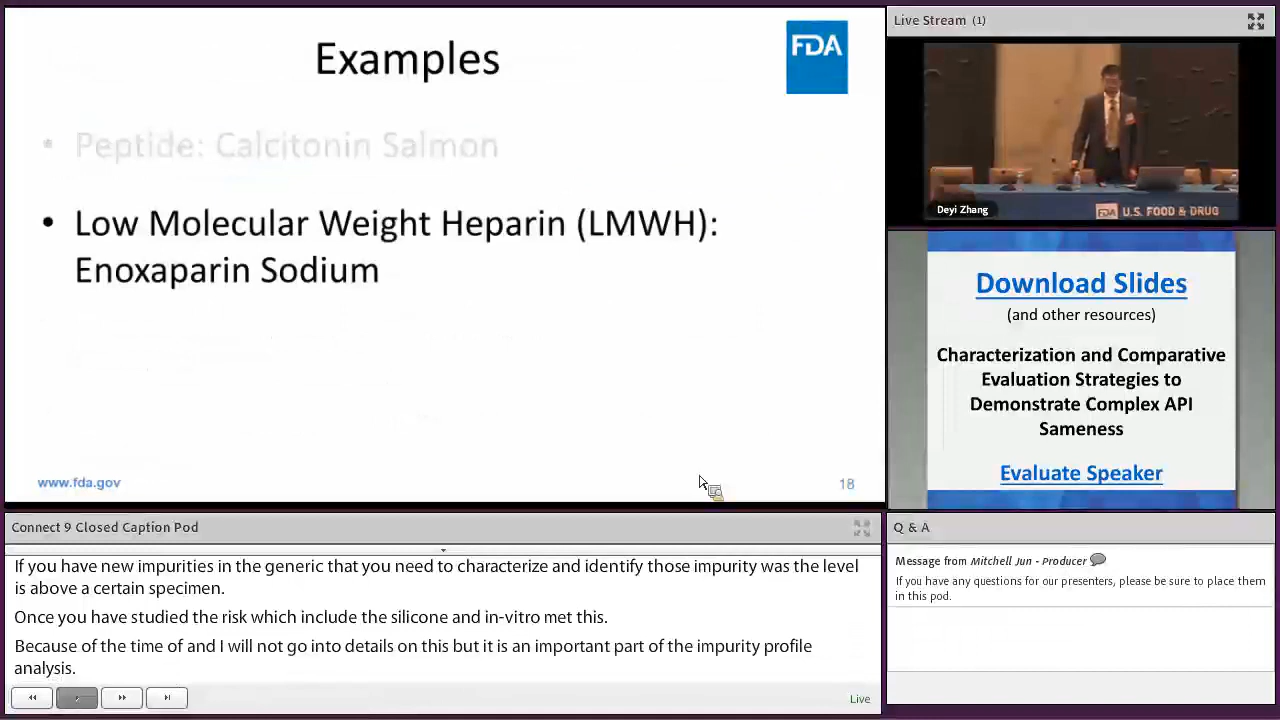 Examples
FDA
• Peptide: Calcitonin Salmon
• Low Molecular Weight Heparin (LMWH):
Enoxaparin Sodium
www.fda.gov
18
Live Stream (1)
Deyi Zhang
FDA U.S. FOOD & DRUG
Download Slides
(and other resources)
Characterization and Comparative
Evaluation Strategies to
Demonstrate Complex API
Sameness
Evaluate Speaker
Connect 9 Closed Caption Pod
If you have new impurities in the generic that you need to characterize and identify those impurity was the level
is above a certain specimen.
Once you have studied the risk which include the silicone and in-vitro met this.
Because of the time of and I will not go into details on this but it is an important part of the impurity profile
analysis.
Live
Q & A
Message from Mitchell Jun - Producer
If you have any questions for our presenters, please be sure to place them
in this pod.